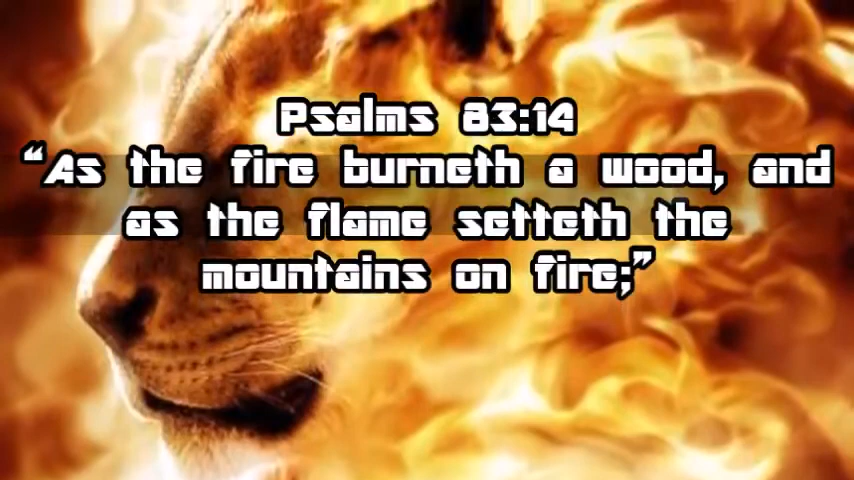 Psalms 83:14
“As the fire burneth a wood, and
as the flame setteth the
mountains on fire;”